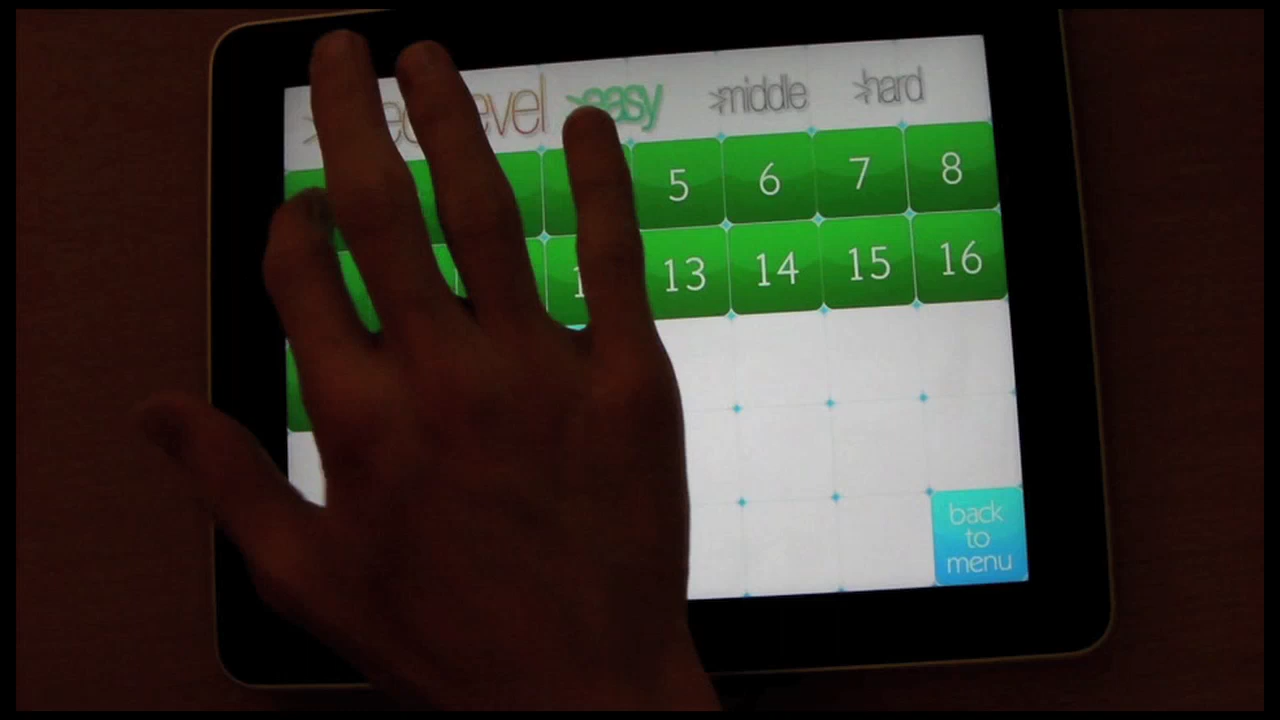 >easy >middle >hard
5 6 7 8
13 14 15 16
back
to
menu